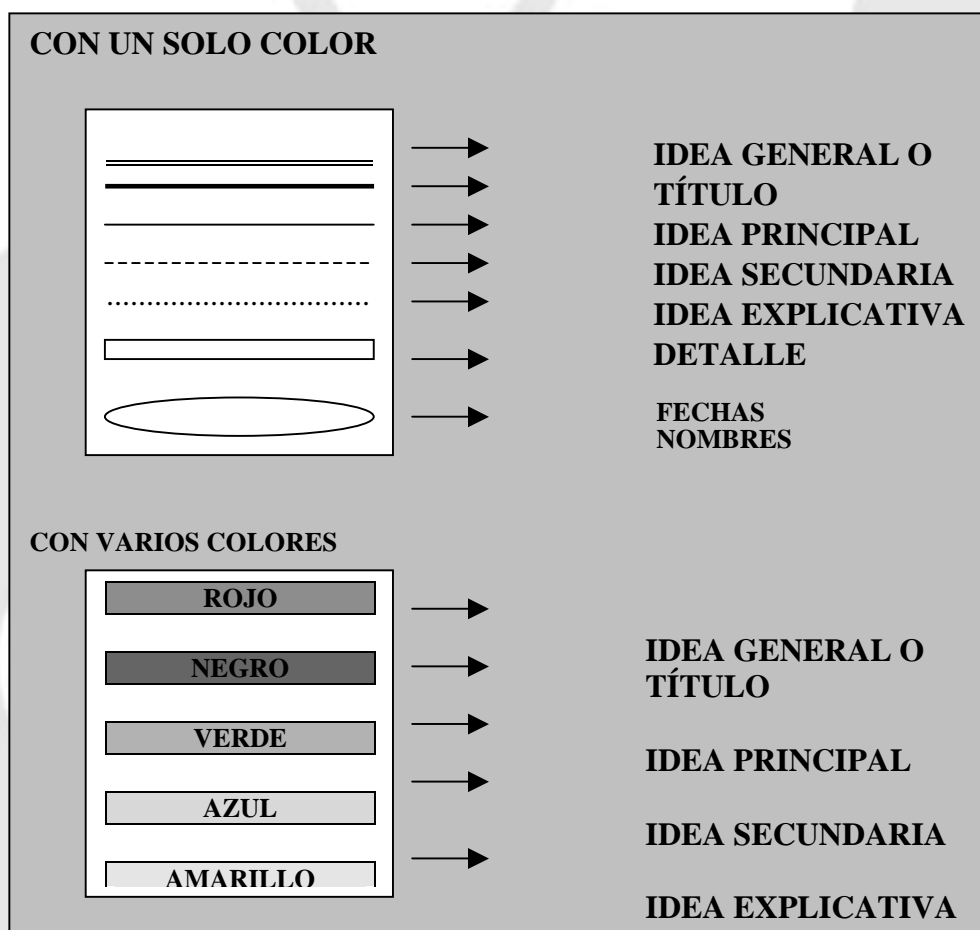 CON UN SOLO COLOR
IDEA GENERAL O
TÍTULO
IDEA PRINCIPAL
IDEA SECUNDARIA
IDEA EXPLICATIVA
DETALLE
FECHAS
NOMBRES
CON VARIOS COLORES
ROJO
NEGRO
VERDE
AZUL
AMARILLO
IDEA GENERAL O
TÍTULO
IDEA PRINCIPAL
IDEA SECUNDARIA
IDEA EXPLICATIVA